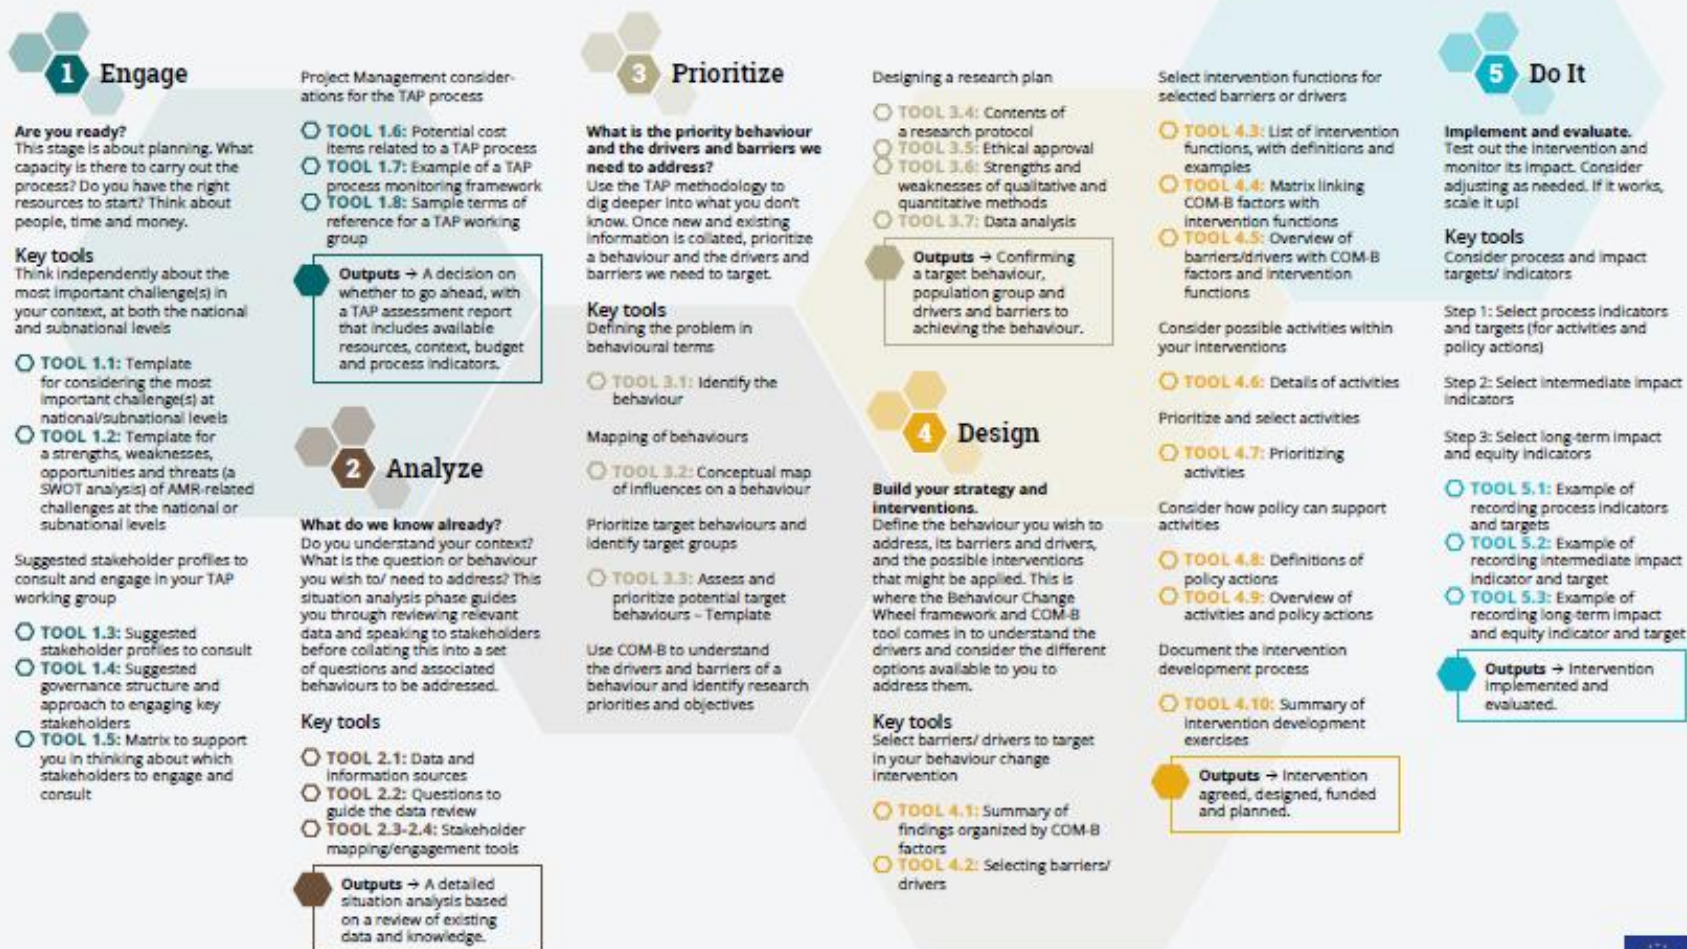 1 Engage
Are you ready?
This stage is about planning. What
capacity is there to carry out the
process? Do you have the right
resources to start? Think about
people, time and money.
Key tools
Think independently about the
most important challenge(s) in
your context, at both the national
and subnational levels
TOOL 1.1: Template
for considering the most
important challenge(s) at
national/subnational levels
TOOL 1.2: Template for
a strengths, weaknesses,
opportunities and threats (a
SWOT analysis) of AMR-related
challenges at the national or
subnational levels
Suggested stakeholder profiles to
consult and engage in your TAP
working group
TOOL 1.3: Suggested
stakeholder profiles to consult
TOOL 1.4: Suggested
governance structure and
approach to engaging key
stakeholders
TOOL 1.5: Matrix to support
you in thinking about which
stakeholders to engage and
consult
Project Management consider-
ations for the TAP process
TOOL 1.6: Potential cost
items related to a TAP process
TOOL 1.7: Example of a TAP
process monitoring framework
TOOL 1.8: Sample terms of
reference for a TAP working
group
Outputs → A decision on
whether to go ahead, with
a TAP assessment report
that includes available
resources, context, budget
and process indicators.
2 Analyze
What do we know already?
Do you understand your context?
What is the question or behaviour
you wish to/ need to address? This
situation analysis phase guides
you through reviewing relevant
data and speaking to stakeholders
before collating this into a set
of questions and associated
behaviours to be addressed.
Key tools
TOOL 2.1: Data and
information sources
TOOL 2.2: Questions to
guide the data review
TOOL 2.3-2.4: Stakeholder
mapping/engagement tools
Outputs → A detailed
situation analysis based
on a review of existing
data and knowledge.
3 Prioritize
What is the priority behaviour
and the drivers and barriers we
need to address?
Use the TAP methodology to
dig deeper into what you don't
know. Once new and existing
information is collated, prioritize
a behaviour and the drivers and
barriers we need to target.
Key tools
Defining the problem in
behavioural terms
TOOL 3.1: Identify the
behaviour
Mapping of behaviours
TOOL 3.2: Conceptual map
of influences on a behaviour
Prioritize target behaviours and
identify target groups
TOOL 3.3: Assess and
prioritize potential target
behaviours – Template
Use COM-B to understand
the drivers and barriers of a
behaviour and identify research
priorities and objectives
Designing a research plan
TOOL 3.4: Contents of
a research protocol
TOOL 3.5: Ethical approval
TOOL 3.6: Strengths and
weaknesses of qualitative and
quantitative methods
TOOL 3.7: Data analysis
Outputs → Confirming
a target behaviour,
population group and
drivers and barriers to
achieving the behaviour.
4 Design
Build your strategy and
interventions.
Define the behaviour you wish to
address, its barriers and drivers,
and the possible interventions
that might be applied. This is
where the Behaviour Change
Wheel framework and COM-B
tool comes in to understand the
drivers and consider the different
options available to you to
address them.
Key tools
Select barriers/ drivers to target
in your behaviour change
intervention
TOOL 4.1: Summary of
findings organized by COM-B
factors
TOOL 4.2: Selecting barriers/
drivers
Select intervention functions for
selected barriers or drivers
TOOL 4.3: List of intervention
functions, with definitions and
examples
TOOL 4.4: Matrix linking
COM-B factors with
intervention functions
TOOL 4.5: Overview of
barriers/drivers with COM-B
factors and intervention
functions
Consider possible activities within
your interventions
TOOL 4.6: Details of activities
Prioritize and select activities
TOOL 4.7: Prioritizing
activities
Consider how policy can support
activities
TOOL 4.8: Definitions of
policy actions
TOOL 4.9: Overview of
activities and policy actions
Document the intervention
development process
TOOL 4.10: Summary of
intervention development
exercises
Outputs → Intervention
agreed, designed, funded
and planned.
5 Do It
Implement and evaluate.
Test out the intervention and
monitor its impact. Consider
adjusting as needed. If it works,
scale it up!
Key tools
Consider process and impact
targets/ indicators
Step 1: Select process indicators
and targets (for activities and
policy actions)
Step 2: Select intermediate impact
indicators
Step 3: Select long-term impact
and equity indicators
TOOL 5.1: Example of
recording process indicators
and targets
TOOL 5.2: Example of
recording intermediate impact
indicator and target
TOOL 5.3: Example of
recording long-term impact
and equity indicator and target
Outputs → Intervention
implemented and
evaluated.